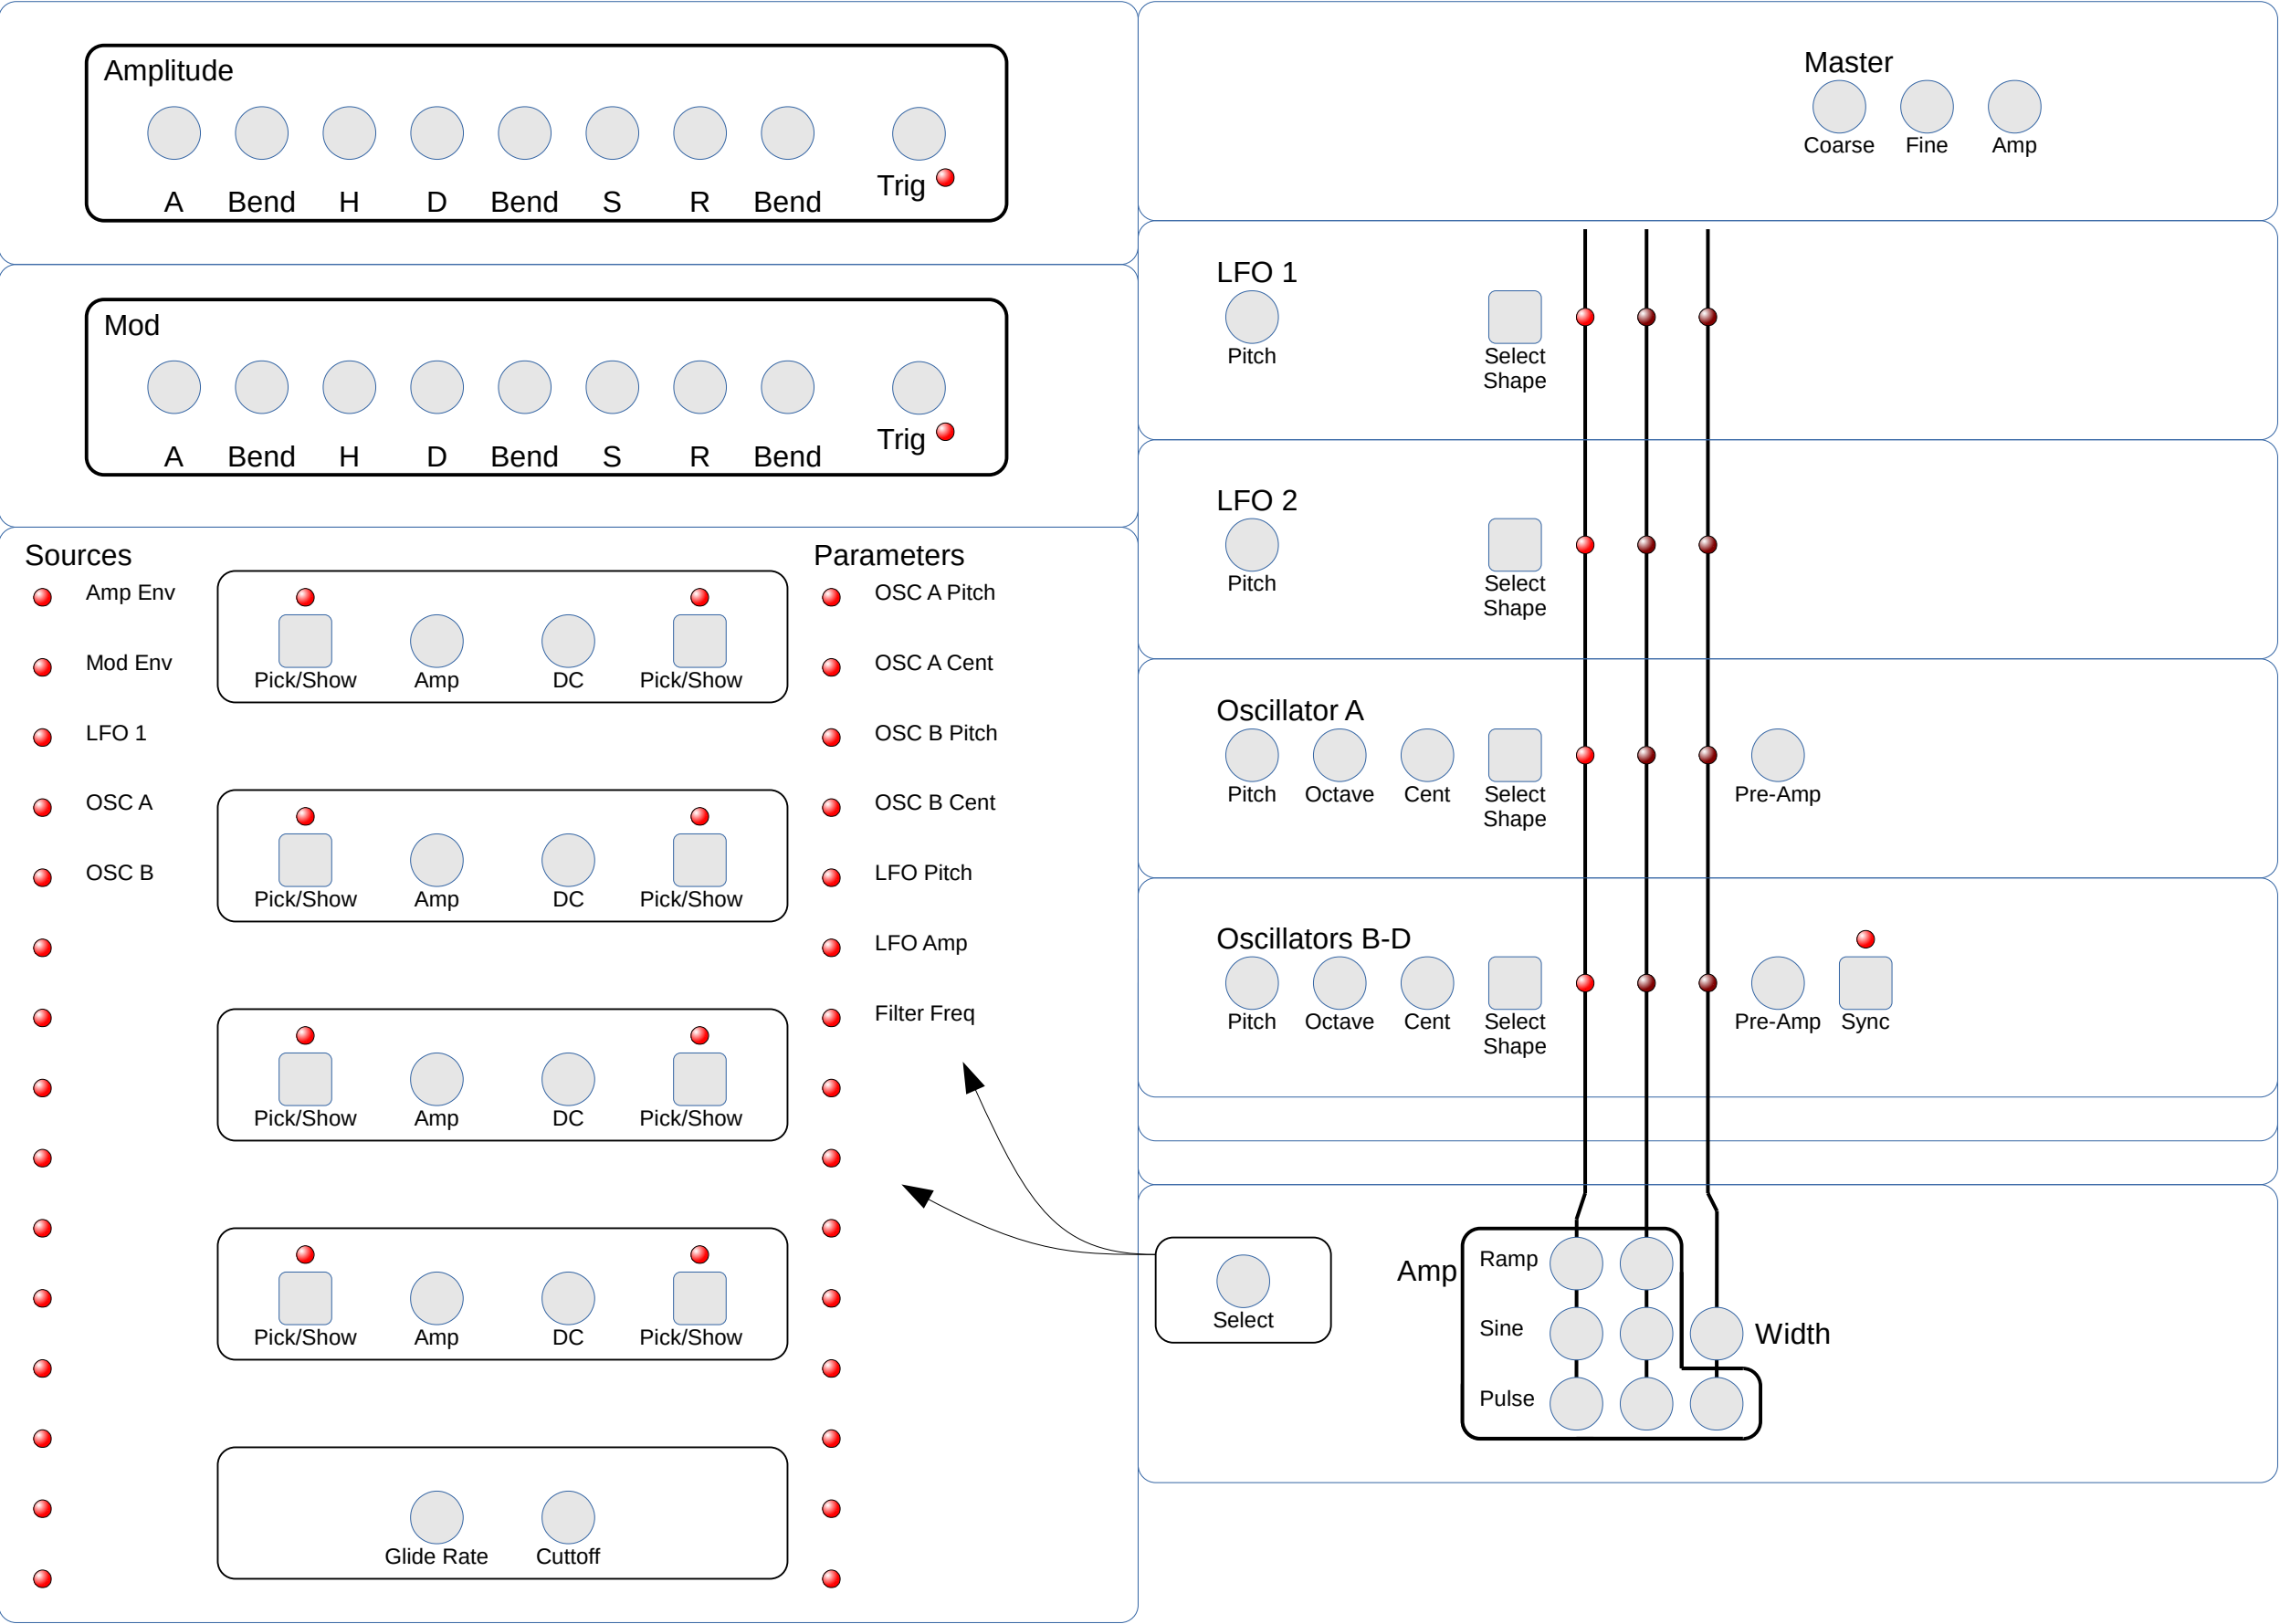 Amplitude
A Bend H D Bend S R Bend Trig
Mod
A Bend H D Bend S R Bend Trig
Sources
Amp Env
Mod Env
LFO 1
OSC A
OSC B
Pick/Show Amp DC Pick/Show
Pick/Show Amp DC Pick/Show
Pick/Show Amp DC Pick/Show
Pick/Show Amp DC Pick/Show
Glide Rate Cuttoff
Parameters
OSC A Pitch
OSC A Cent
OSC B Pitch
OSC B Cent
LFO Pitch
LFO Amp
Filter Freq
Master
Coarse Fine Amp
LFO 1
Pitch Select
Shape
LFO 2
Pitch Select
Shape
Oscillator A
Pitch Octave Cent Select Pre-Amp
Shape
Oscillators B-D
Pitch Octave Cent Select Pre-Amp Sync
Shape
Select
Amp
Ramp
Sine
Pulse
Width